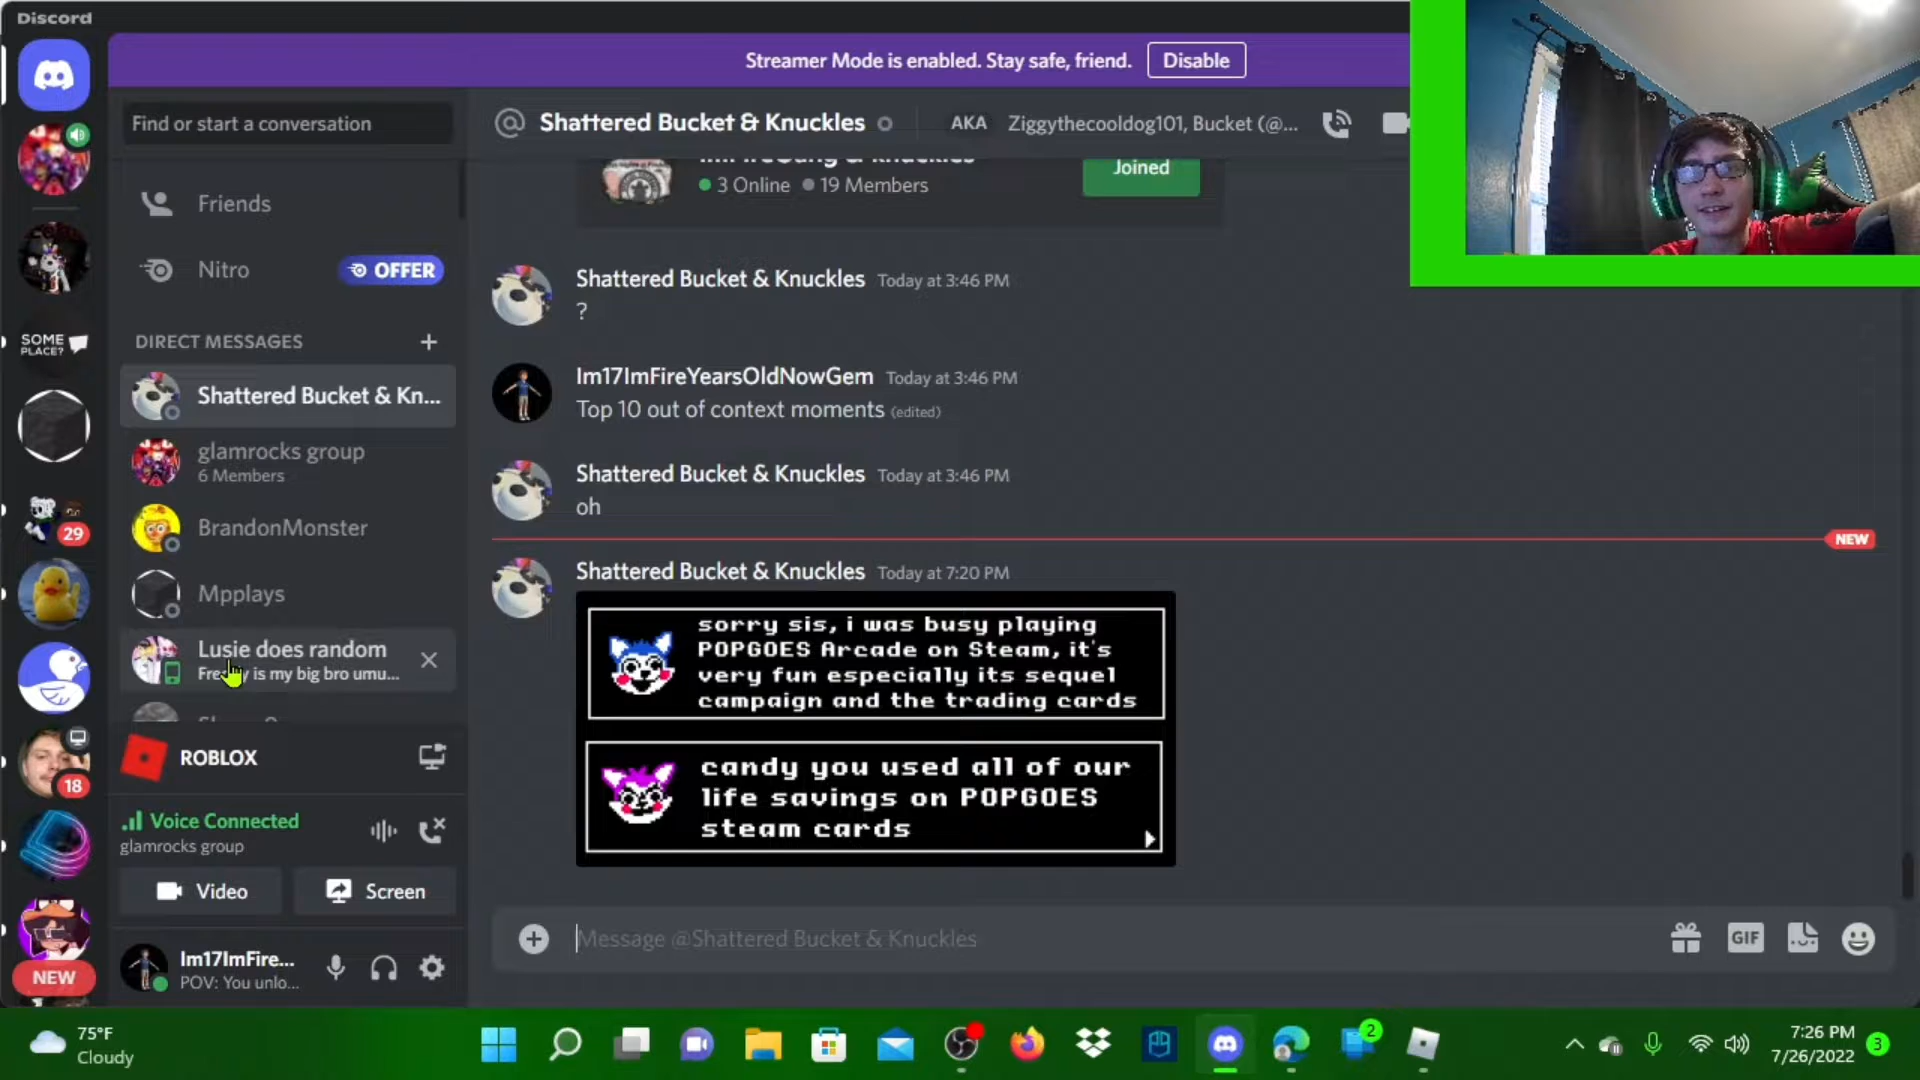 Discord
Streamer Mode is enabled. Stay safe, friend.
Disable
Find or start a conversation
Shattered Bucket & Knuckles
AKA
Ziggythecooldog101, Bucket (@...
3 Online
19 Members
Joined
Friends
Nitro
OFFER
DIRECT MESSAGES
Shattered Bucket & Kn...
glamrocks group
6 Members
BrandonMonster
Mpplays
Lusie does random
is my big bro umu...
ROBLOX
Voice Connected
glamrocks group
Video
Screen
Im17ImFire...
POV: You unlo...
SOME
PLACE?
29
18
NEW
Shattered Bucket & Knuckles Today at 3:46 PM
?
Im17ImFireYearsOldNowGem Today at 3:46 PM
Top 10 out of context moments (edited)
Shattered Bucket & Knuckles Today at 3:46 PM
oh
NEW
Shattered Bucket & Knuckles Today at 7:20 PM
sorry sis, i was busy playing
POPGOES Arcade on Steam, it's
very fun especially its sequel
campaign and the trading cards
candy you used all of our
life savings on POPGOES
steam cards
Message @Shattered Bucket & Knuckles
GIF
75°F
Cloudy
2
7:26 PM
7/26/2022
3